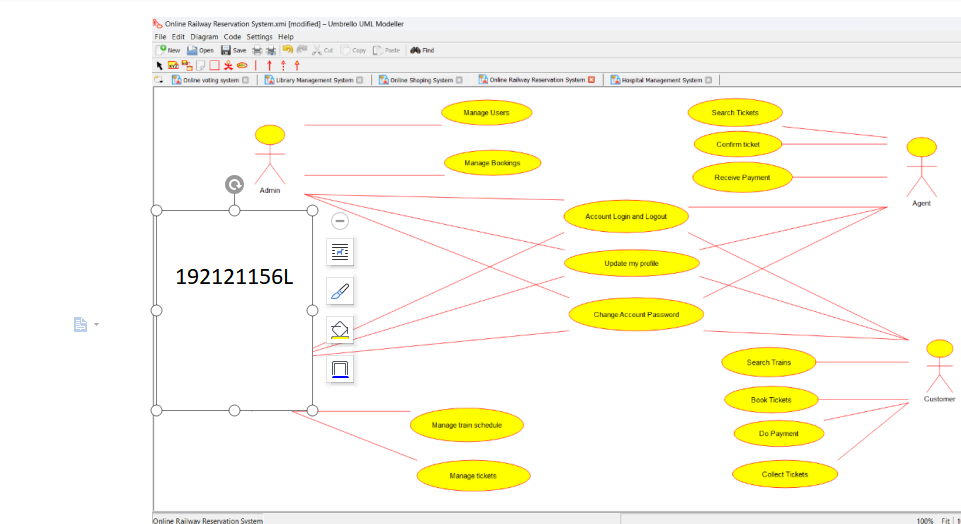 Online Railway Reservation System.xmi [modified] – Umbrello UML Modeller
File Edit Diagram Code Settings Help
New Open Save Cut Copy Paste Find
Online voting system Library Management System Online Shoping System Online Railway Reservation System Hospital Management System
Manage Users
Search Tickets
Confirm ticket
Manage Bookings
Receive Payment
Admin
Agent
Account Login and Logout
Update my profile
192121156L
Change Account Password
Search Trains
Book Tickets
Customer
Manage train schedule
Do Payment
Manage tickets
Collect Tickets
Online Railway Reservation System
100% Fit